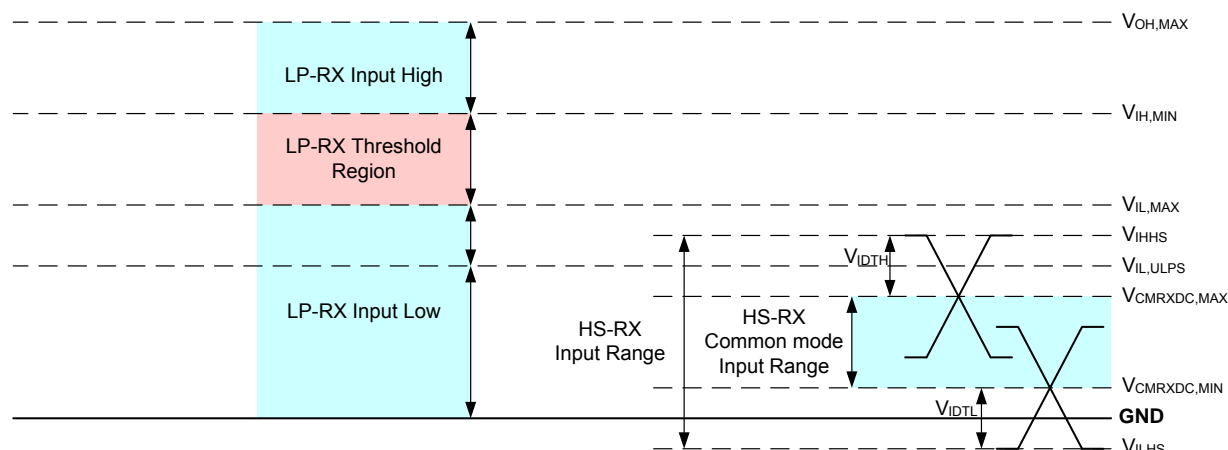 V_OH,MAX
LP-RX Input High
V_IH,MIN
LP-RX Threshold
Region
V_IL,MAX
V_IHHS
V_IDTH
V_IL,ULPS
LP-RX Input Low
V_CMRXDC,MAX
HS-RX
Input Range
HS-RX
Common mode
Input Range
V_CMRXDC,MIN
V_IDTL
GND
V_ILHS